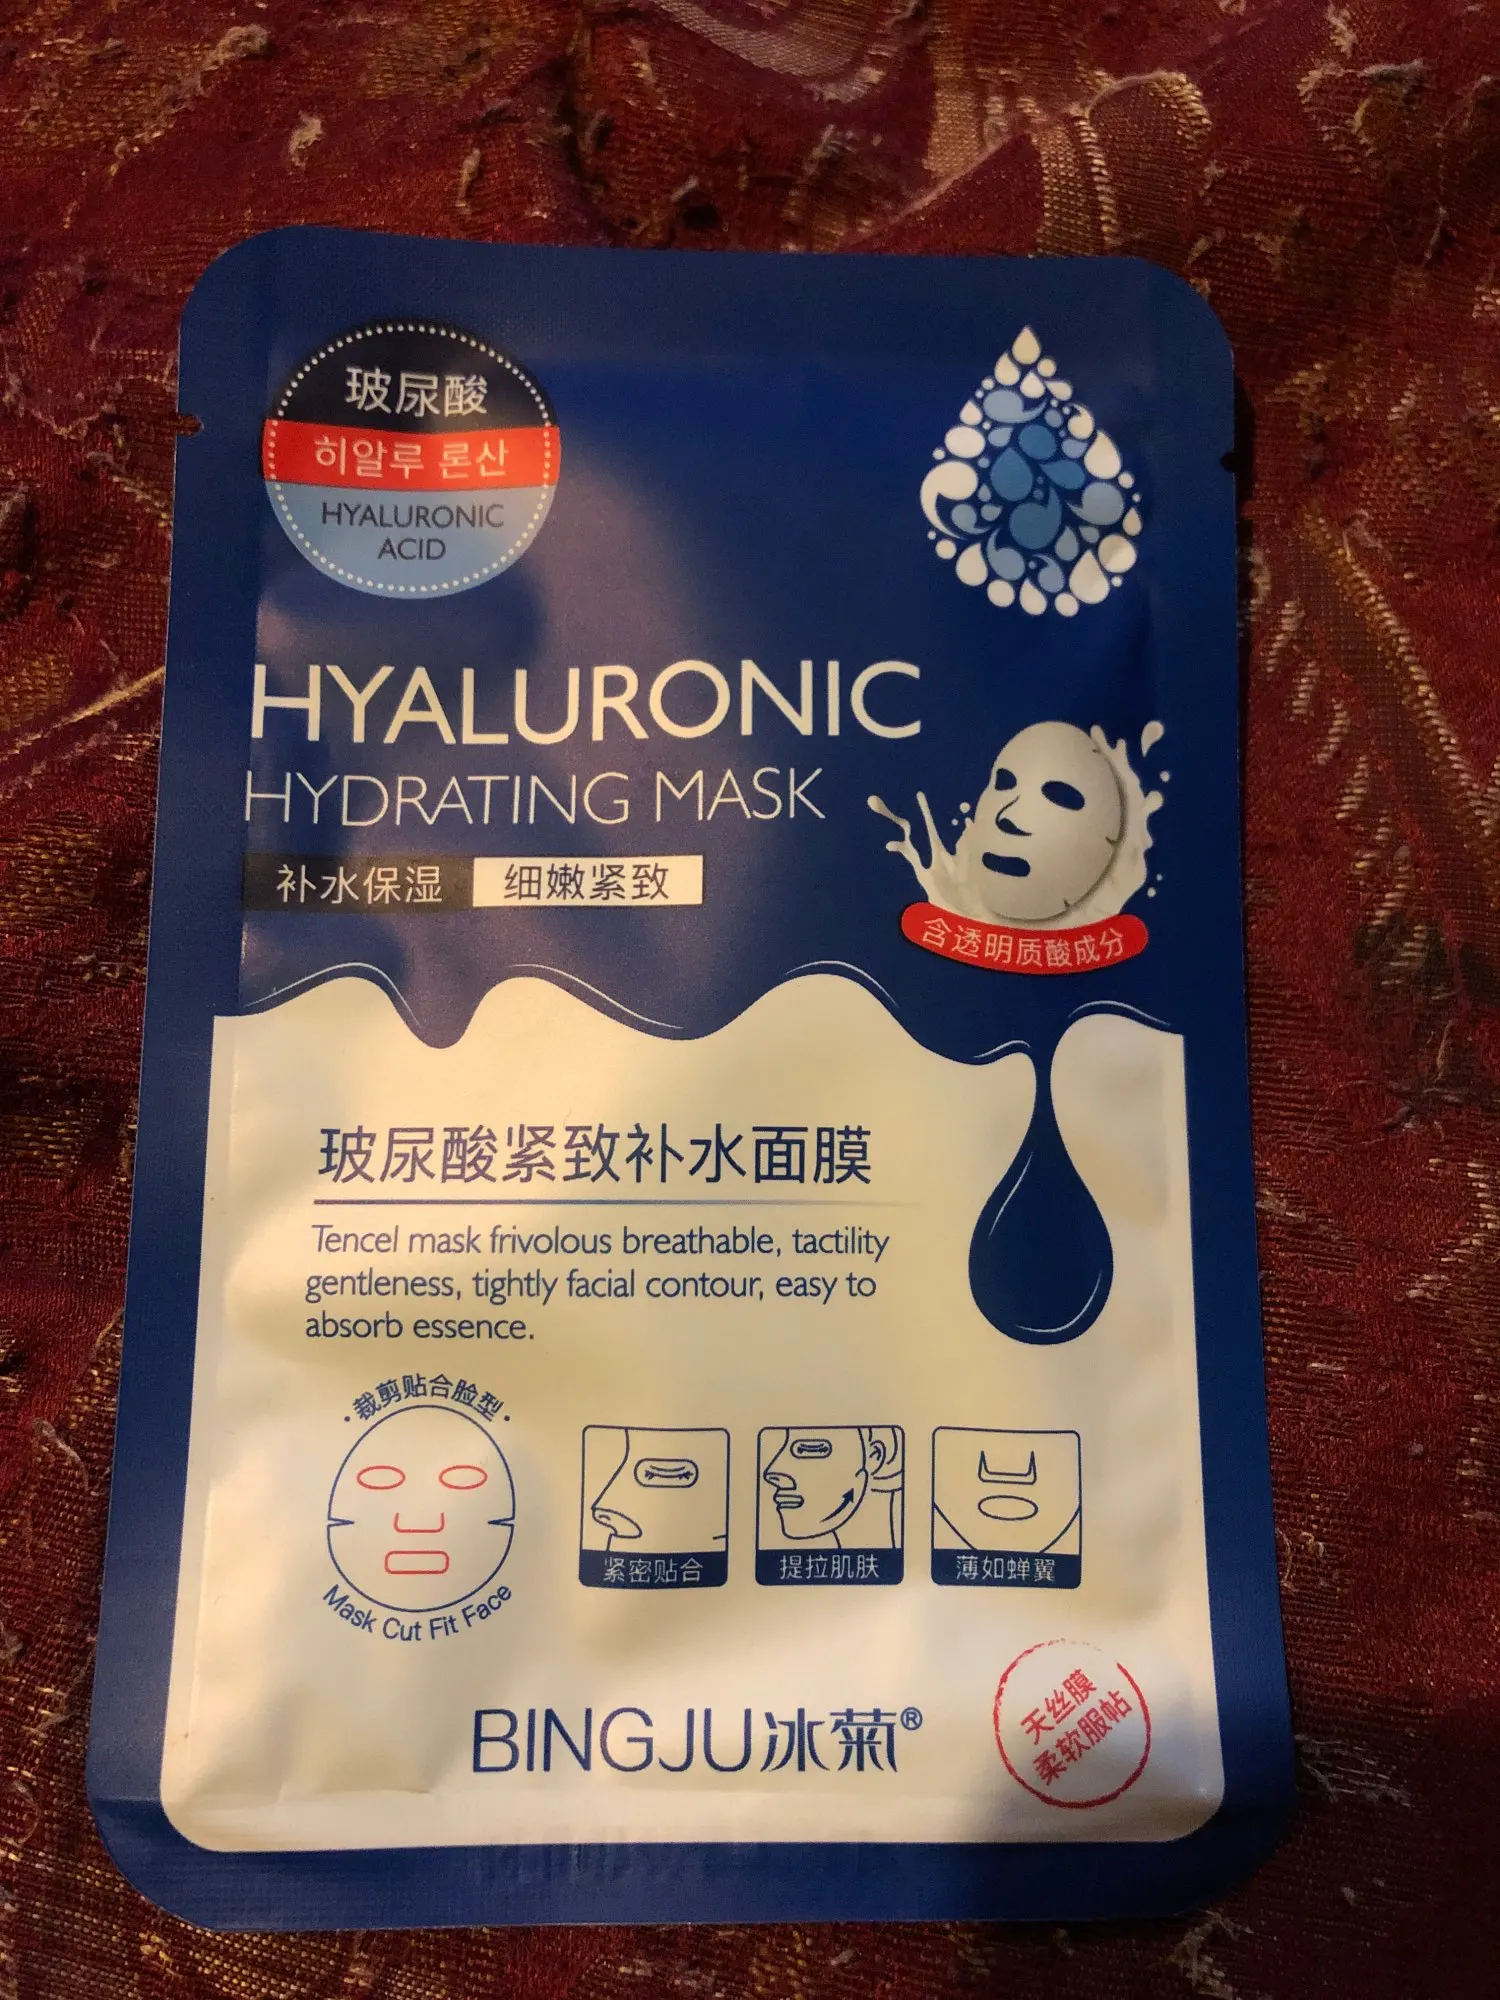 玻尿酸
히알루 론산
HYALURONIC
ACID
HYALURONIC
HYDRATING MASK
补水保湿 细嫩紧致
含透明质酸成分
玻尿酸紧致补水面膜
Tencel mask frivolous breathable, tactility
gentleness, tightly facial contour, easy to
absorb essence.
·裁剪贴合脸型·
Mask Cut Fit Face
紧密贴合 提拉肌肤 薄如蝉翼
BINGJU冰菊®
天丝膜
柔软服帖